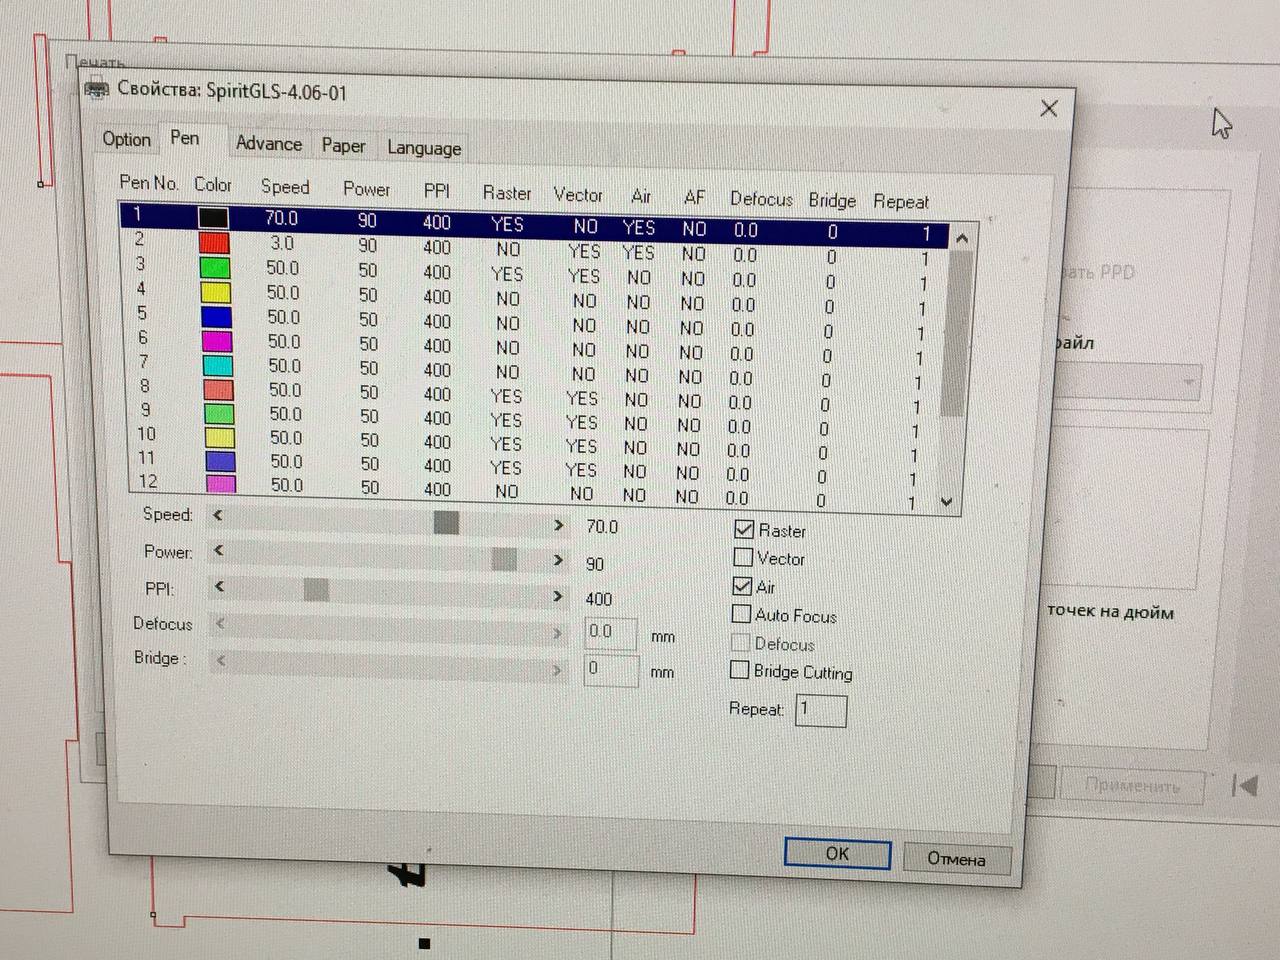 Печать
Свойства: SpiritGLS-4.06-01
Option Pen Advance Paper Language
Pen No. Color Speed Power PPI Raster Vector Air AF Defocus Bridge Repeat
1 70.0 90 400 YES NO YES NO 0.0 0 1
2 3.0 90 400 NO YES YES NO 0.0 0 1
3 50.0 50 400 YES YES NO NO 0.0 0 1
4 50.0 50 400 NO NO NO NO 0.0 0 1
5 50.0 50 400 NO NO NO NO 0.0 0 1
6 50.0 50 400 NO NO NO NO 0.0 0 1
7 50.0 50 400 NO NO NO NO 0.0 0 1
8 50.0 50 400 YES YES NO NO 0.0 0 1
9 50.0 50 400 YES YES NO NO 0.0 0 1
10 50.0 50 400 YES YES NO NO 0.0 0 1
11 50.0 50 400 YES YES NO NO 0.0 0 1
12 50.0 50 400 NO NO NO NO 0.0 0 1
Speed: 70.0
Power: 90
PPI: 400
Defocus 0.0 mm
Bridge : 0 mm
Raster
Vector
Air
Auto Focus
Defocus
Bridge Cutting
Repeat: 1
OK Отмена
PPD
точек на дюйм
Применить